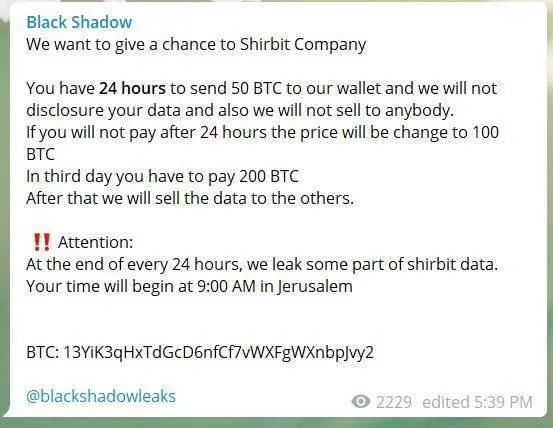 Black Shadow
We want to give a chance to Shirbit Company
You have 24 hours to send 50 BTC to our wallet and we will not
disclosure your data and also we will not sell to anybody.
If you will not pay after 24 hours the price will be change to 100
BTC
In third day you have to pay 200 BTC
After that we will sell the data to the others.
‼️ Attention:
At the end of every 24 hours, we leak some part of shirbit data.
Your time will begin at 9:00 AM in Jerusalem
BTC: 13YiK3qHxTdGcD6nfCf7vWXFgWXnbpJvy2
@blackshadowleaks
2229 edited 5:39 PM